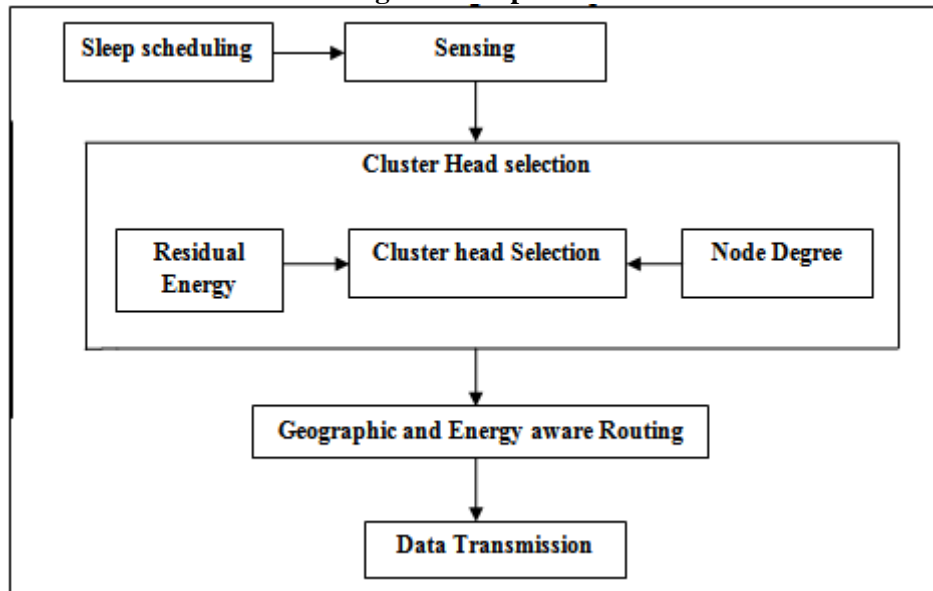 Sleep scheduling
Sensing
Cluster Head selection
Residual
Energy
Cluster head Selection
Node Degree
Geographic and Energy aware Routing
Data Transmission